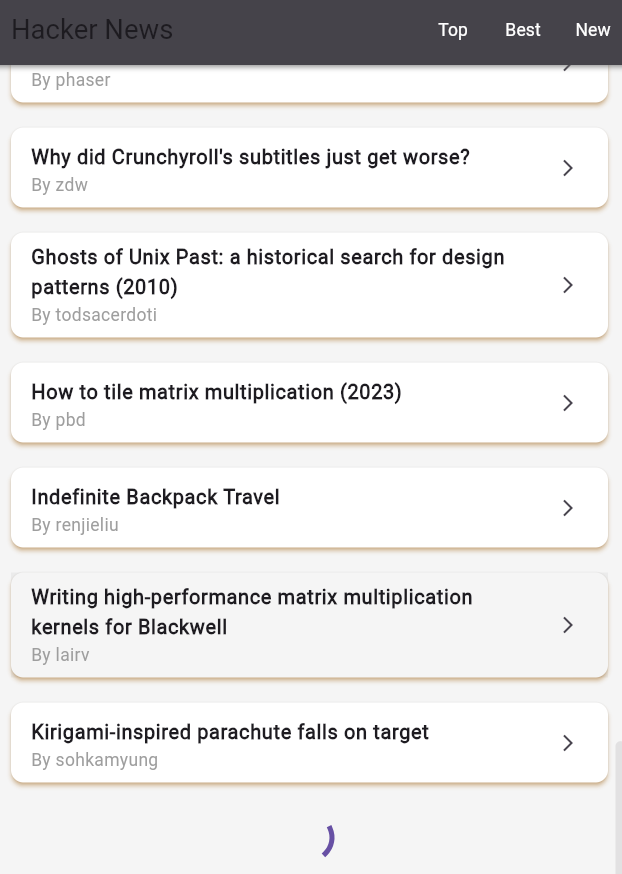 Hacker News
Top
Best
New
By phaser
Why did Crunchyroll's subtitles just get worse?
By zdw
Ghosts of Unix Past: a historical search for design
patterns (2010)
By todsacerdoti
How to tile matrix multiplication (2023)
By pbd
Indefinite Backpack Travel
By renjieliu
Writing high-performance matrix multiplication
kernels for Blackwell
By lairv
Kirigami-inspired parachute falls on target
By sohkamyung